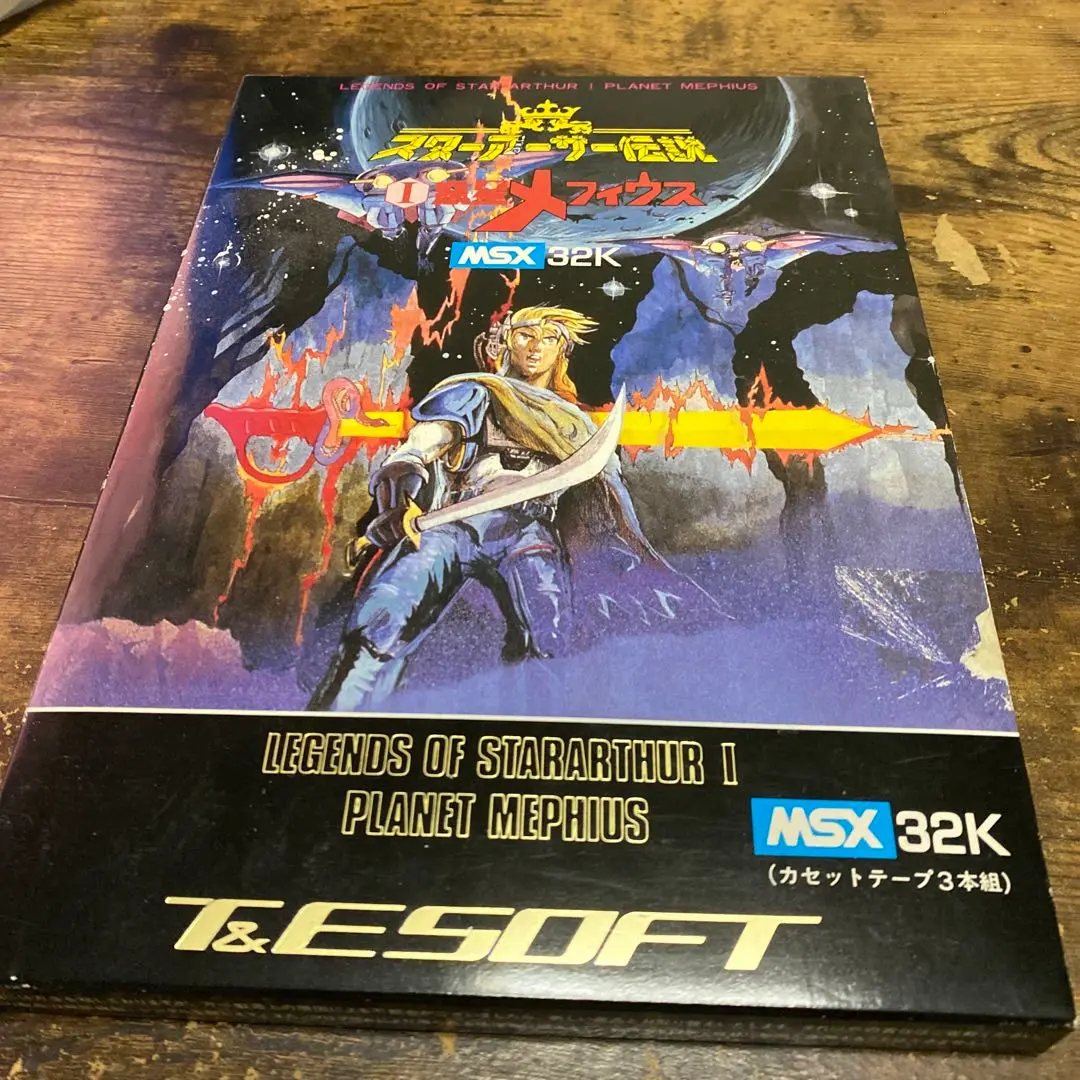 LEGENDS OF STARARTHUR I PLANET MEPHIUS
スターアーサー伝説
I 惑星メフィウス
MSX 32K
LEGENDS OF STARARTHUR I
PLANET MEPHIUS
MSX 32K
(カセットテープ3本組)
T&E SOFT